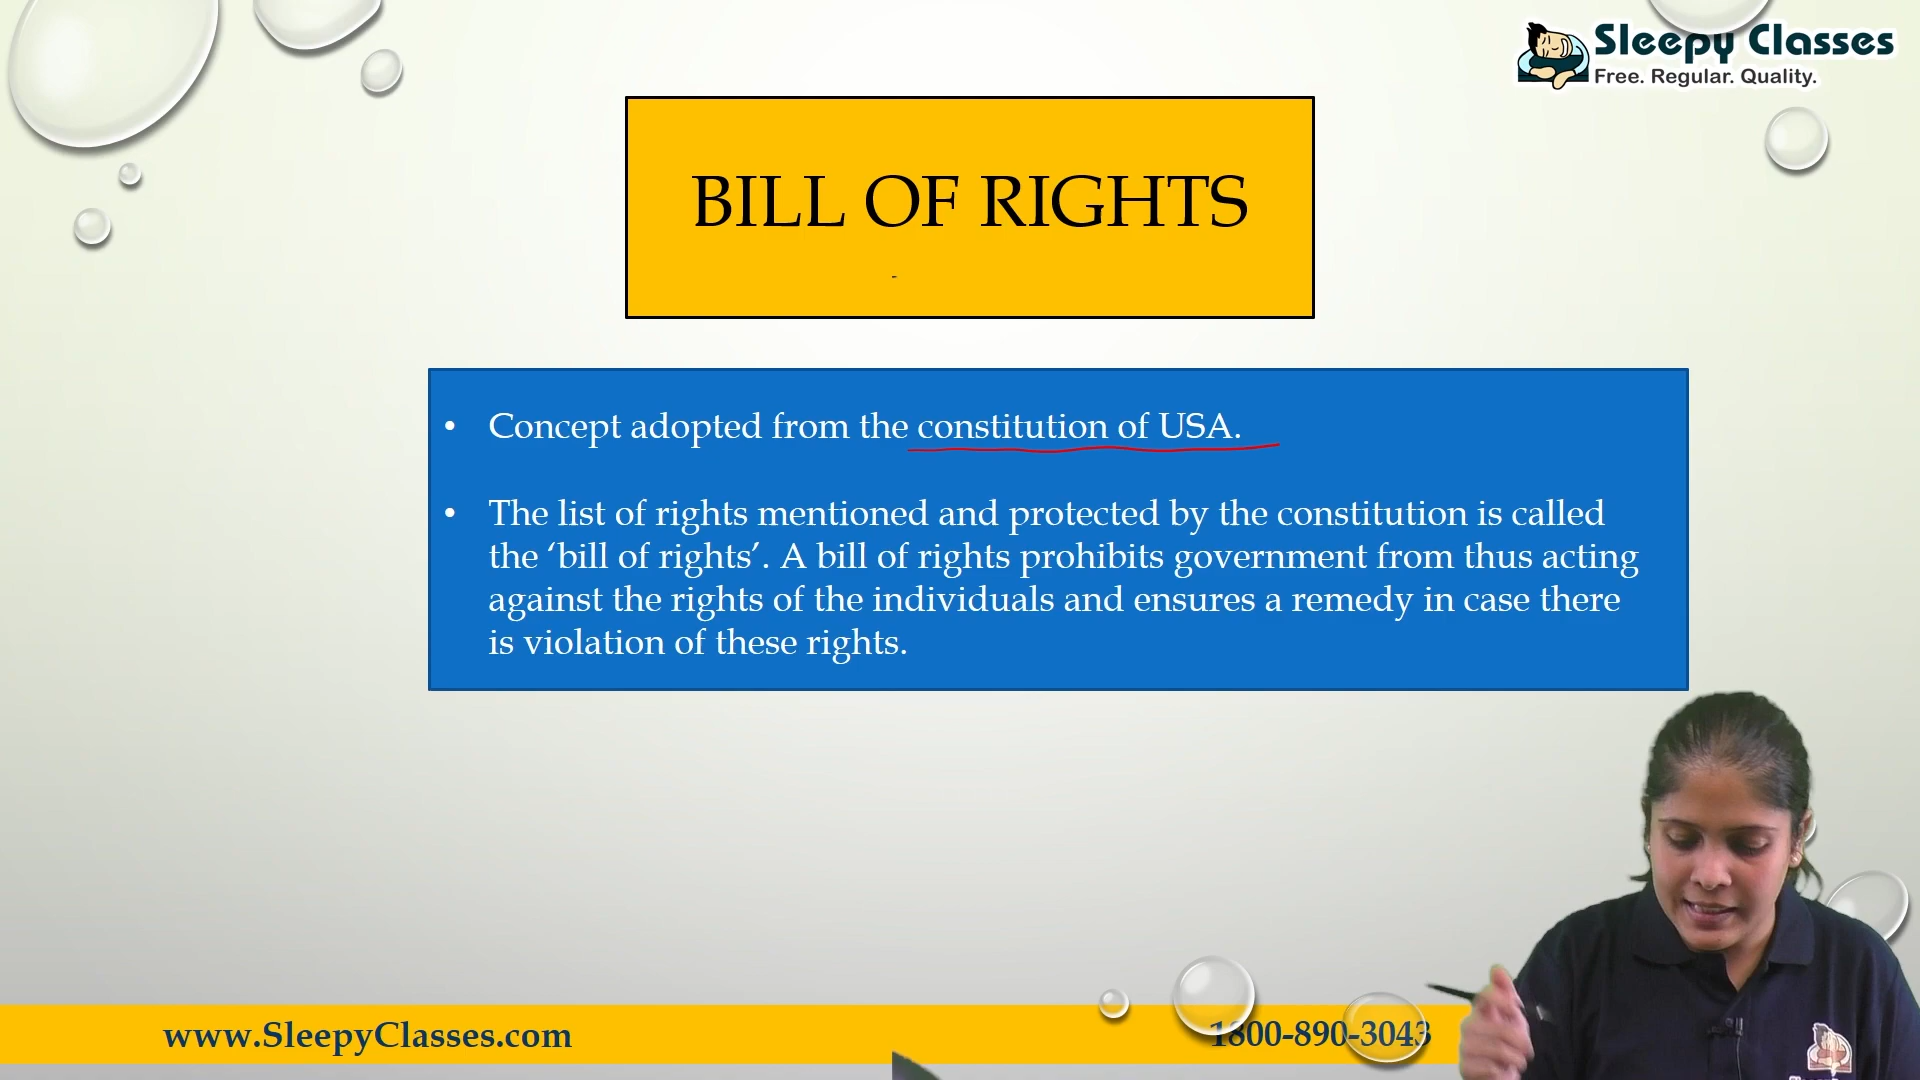 Sleepy Classes
Free. Regular. Quality.
BILL OF RIGHTS
• Concept adopted from the constitution of USA.
• The list of rights mentioned and protected by the constitution is called
the ‘bill of rights’. A bill of rights prohibits government from thus acting
against the rights of the individuals and ensures a remedy in case there
is violation of these rights.
www.SleepyClasses.com
1800-890-3043